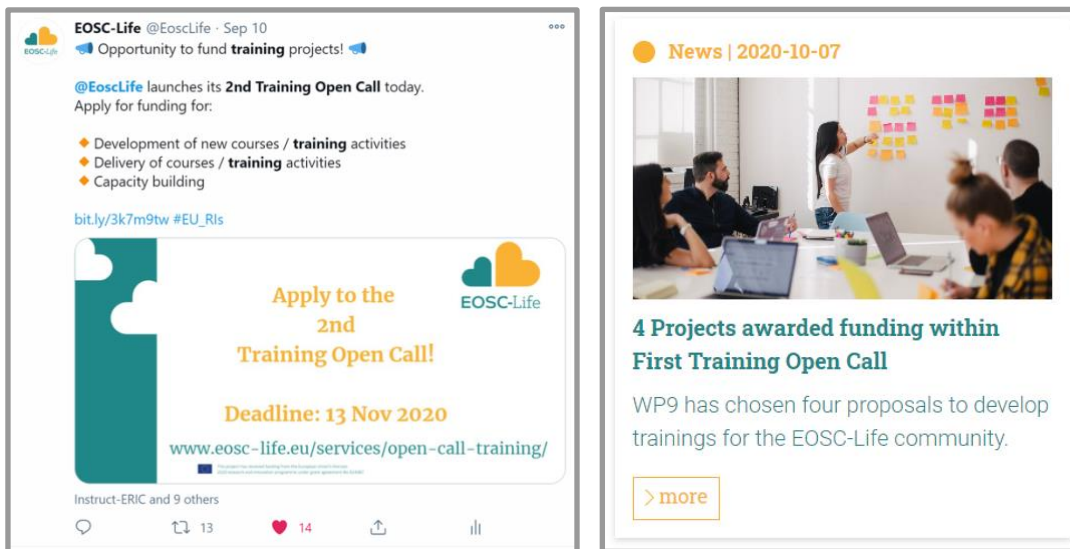 EOSC-Life @EoscLife · Sep 10
Opportunity to fund training projects!
@EoscLife launches its 2nd Training Open Call today.
Apply for funding for:
Development of new courses / training activities
Delivery of courses / training activities
Capacity building
bit.ly/3k7m9tw #EU_RIs
EOSC-Life
Apply to the
2nd
Training Open Call!
Deadline: 13 Nov 2020
www.eosc-life.eu/services/open-call-training/
Instruct-ERIC and 9 others
13
14
News | 2020-10-07
4 Projects awarded funding within
First Training Open Call
WP9 has chosen four proposals to develop
trainings for the EOSC-Life community.
> more